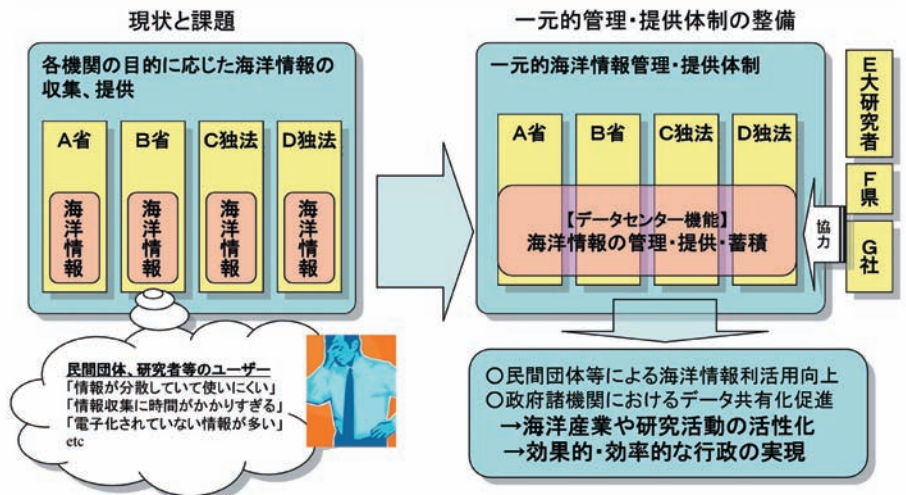 現状と課題
各機関の目的に応じた海洋情報の
収集、提供
A省
B省
C独法
D独法
海洋情報
海洋情報
海洋情報
海洋情報
民間団体、研究者等のユーザー
「情報が分散していて使いにくい」
「情報収集に時間がかかりすぎる」
「電子化されていない情報が多い」
etc
一元的管理・提供体制の整備
一元的海洋情報管理・提供体制
A省
B省
C独法
D独法
【データセンター機能】
海洋情報の管理・提供・蓄積
協力
E大研究者
F県
G社
○民間団体等による海洋情報利活用向上
○政府諸機関におけるデータ共有化促進
→海洋産業や研究活動の活性化
→効果的・効率的な行政の実現